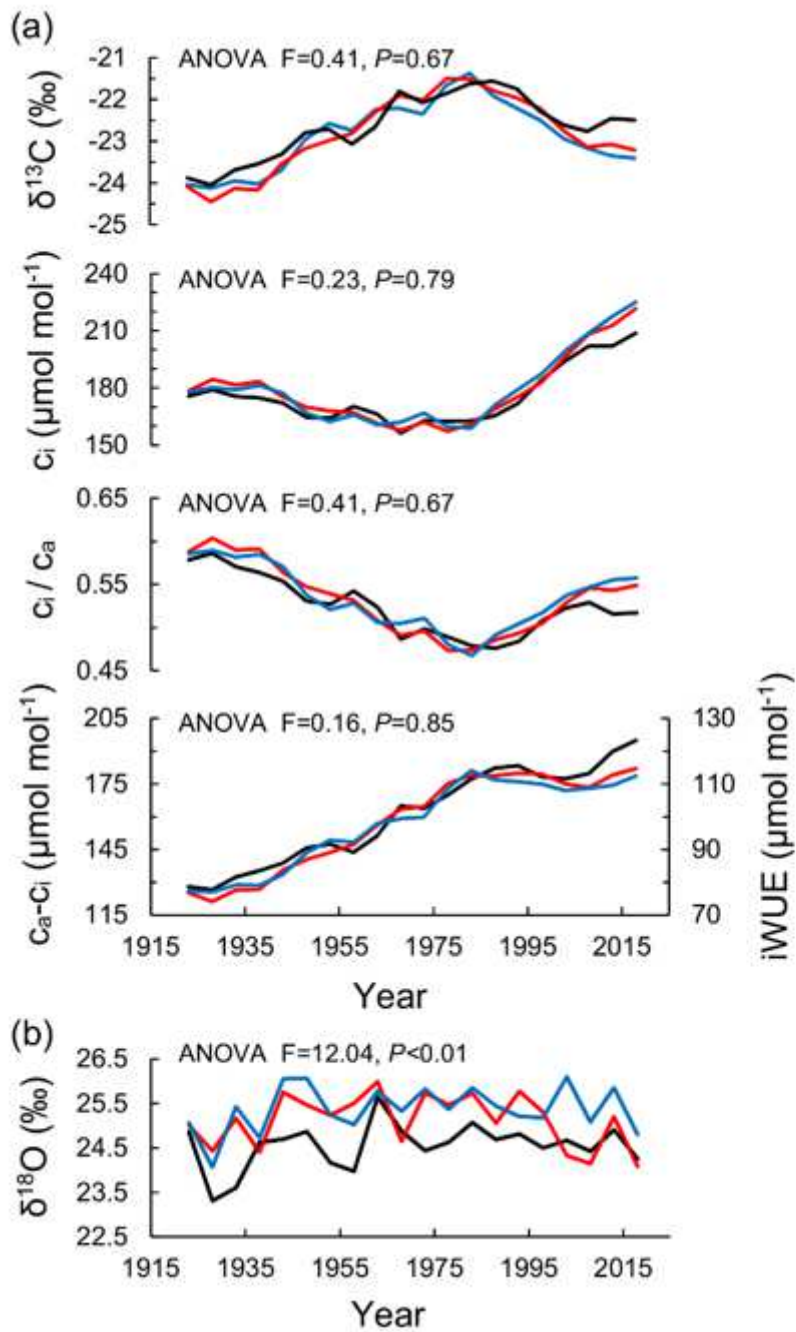 (a)
ANOVA F=0.41, P=0.67
-21
-22
-23
-24
-25
δ¹³C (‰)
ANOVA F=0.23, P=0.79
240
210
180
150
cᵢ (µmol mol⁻¹)
ANOVA F=0.41, P=0.67
0.65
0.55
0.45
cᵢ / cₐ
ANOVA F=0.16, P=0.85
205
175
145
115
cₐ-cᵢ (µmol mol⁻¹)
130
110
90
70
iWUE (µmol mol⁻¹)
1915 1935 1955 1975 1995 2015
Year
(b)
ANOVA F=12.04, P<0.01
26.5
25.5
24.5
23.5
22.5
δ¹⁸O (‰)
1915 1935 1955 1975 1995 2015
Year